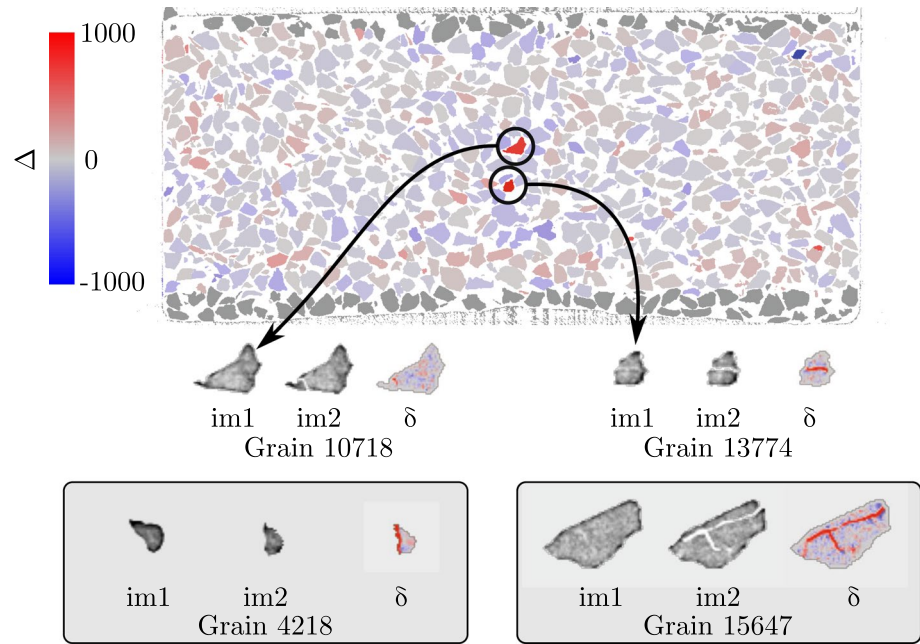 1000
Δ
0
-1000
im1 im2 δ
Grain 10718
im1 im2 δ
Grain 13774
im1 im2 δ
Grain 4218
im1 im2 δ
Grain 15647